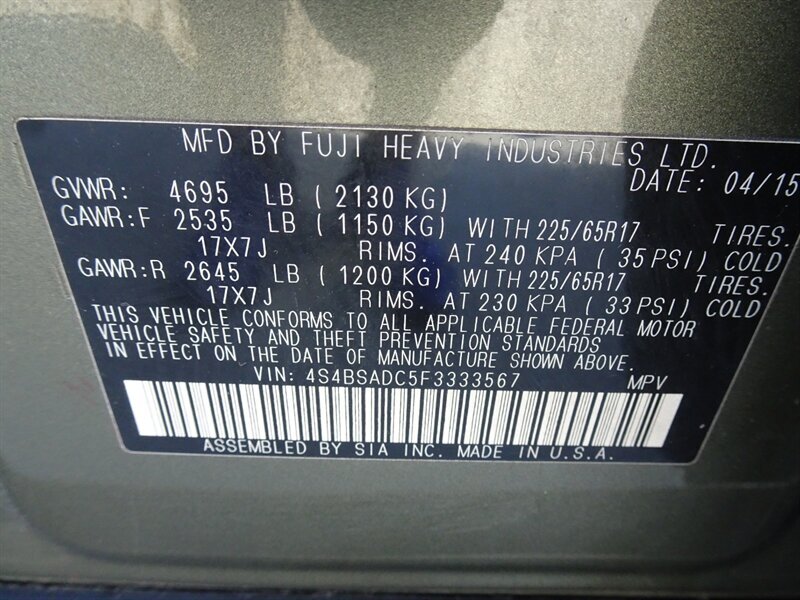 MFD BY FUJI HEAVY INDUSTRIES LTD.
DATE: 04/15
GVWR: 4695 LB ( 2130 KG)
GAWR:F 2535 LB ( 1150 KG) WITH 225/65R17 TIRES.
17X7J RIMS. AT 240 KPA ( 35 PSI) COLD
GAWR:R 2645 LB ( 1200 KG) WITH 225/65R17 TIRES.
17X7J RIMS. AT 230 KPA ( 33 PSI) COLD
THIS VEHICLE CONFORMS TO ALL APPLICABLE FEDERAL MOTOR
VEHICLE SAFETY AND THEFT PREVENTION STANDARDS
IN EFFECT ON THE DATE OF MANUFACTURE SHOWN ABOVE.
VIN: 4S4BSADC5F3333567 MPV
ASSEMBLED BY SIA INC. MADE IN U.S.A.